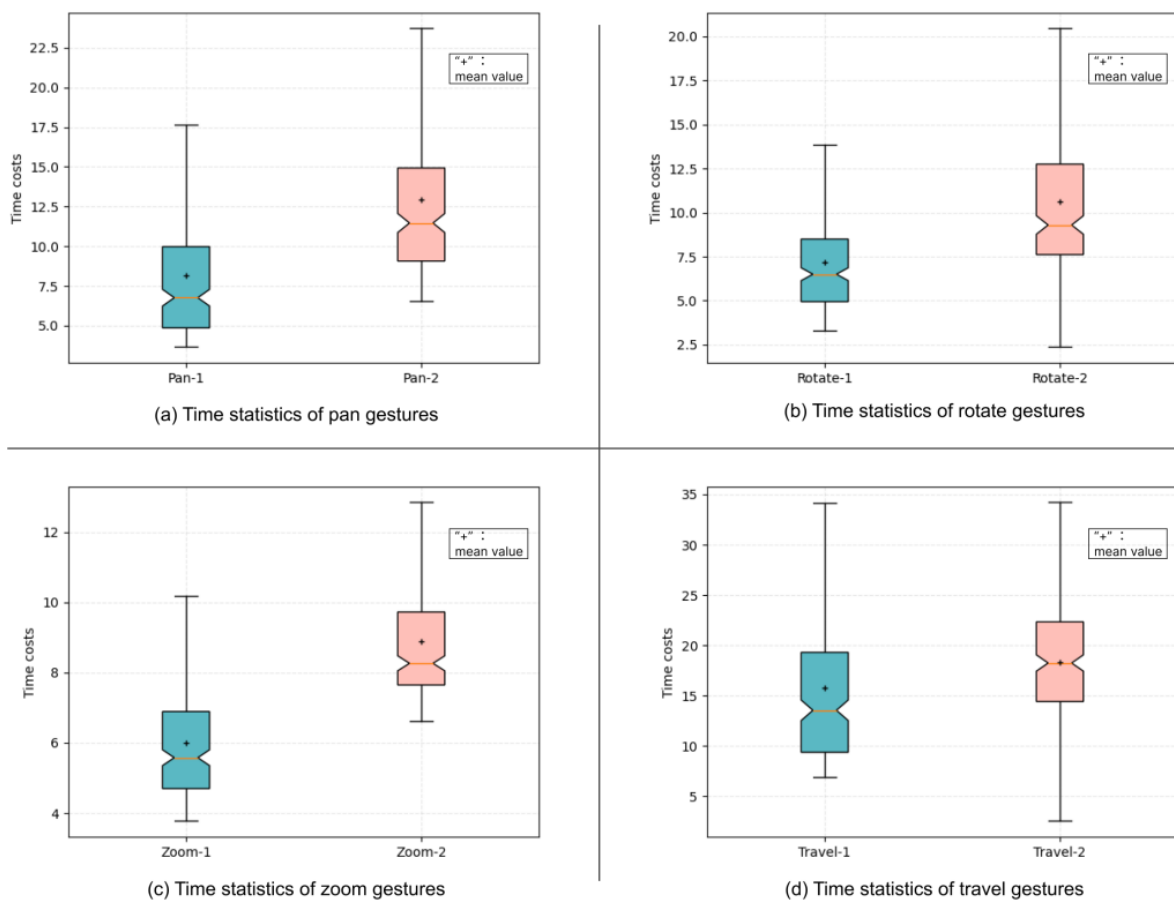 22.5
20.0
17.5
15.0
12.5
10.0
7.5
5.0
Time costs
"+" :
mean value
Pan-1
Pan-2
(a) Time statistics of pan gestures
20.0
17.5
15.0
12.5
10.0
7.5
5.0
2.5
Time costs
"+" :
mean value
Rotate-1
Rotate-2
(b) Time statistics of rotate gestures
12
10
8
6
4
Time costs
"+" :
mean value
Zoom-1
Zoom-2
(c) Time statistics of zoom gestures
35
30
25
20
15
10
5
Time costs
"+" :
mean value
Travel-1
Travel-2
(d) Time statistics of travel gestures